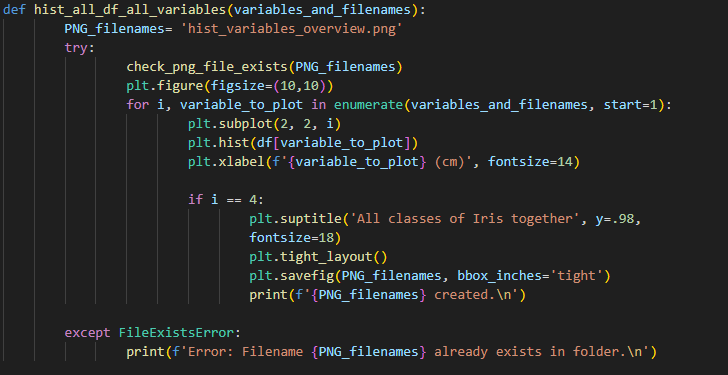 def hist_all_df_all_variables(variables_and_filenames):
PNG_filenames= 'hist_variables_overview.png'
try:
check_png_file_exists(PNG_filenames)
plt.figure(figsize=(10,10))
for i, variable_to_plot in enumerate(variables_and_filenames, start=1):
plt.subplot(2, 2, i)
plt.hist(df[variable_to_plot])
plt.xlabel(f'{variable_to_plot} (cm)', fontsize=14)
if i == 4:
plt.suptitle('All classes of Iris together', y=.98,
fontsize=18)
plt.tight_layout()
plt.savefig(PNG_filenames, bbox_inches='tight')
print(f'{PNG_filenames} created.\n')
except FileExistsError:
print(f'Error: Filename {PNG_filenames} already exists in folder.\n')